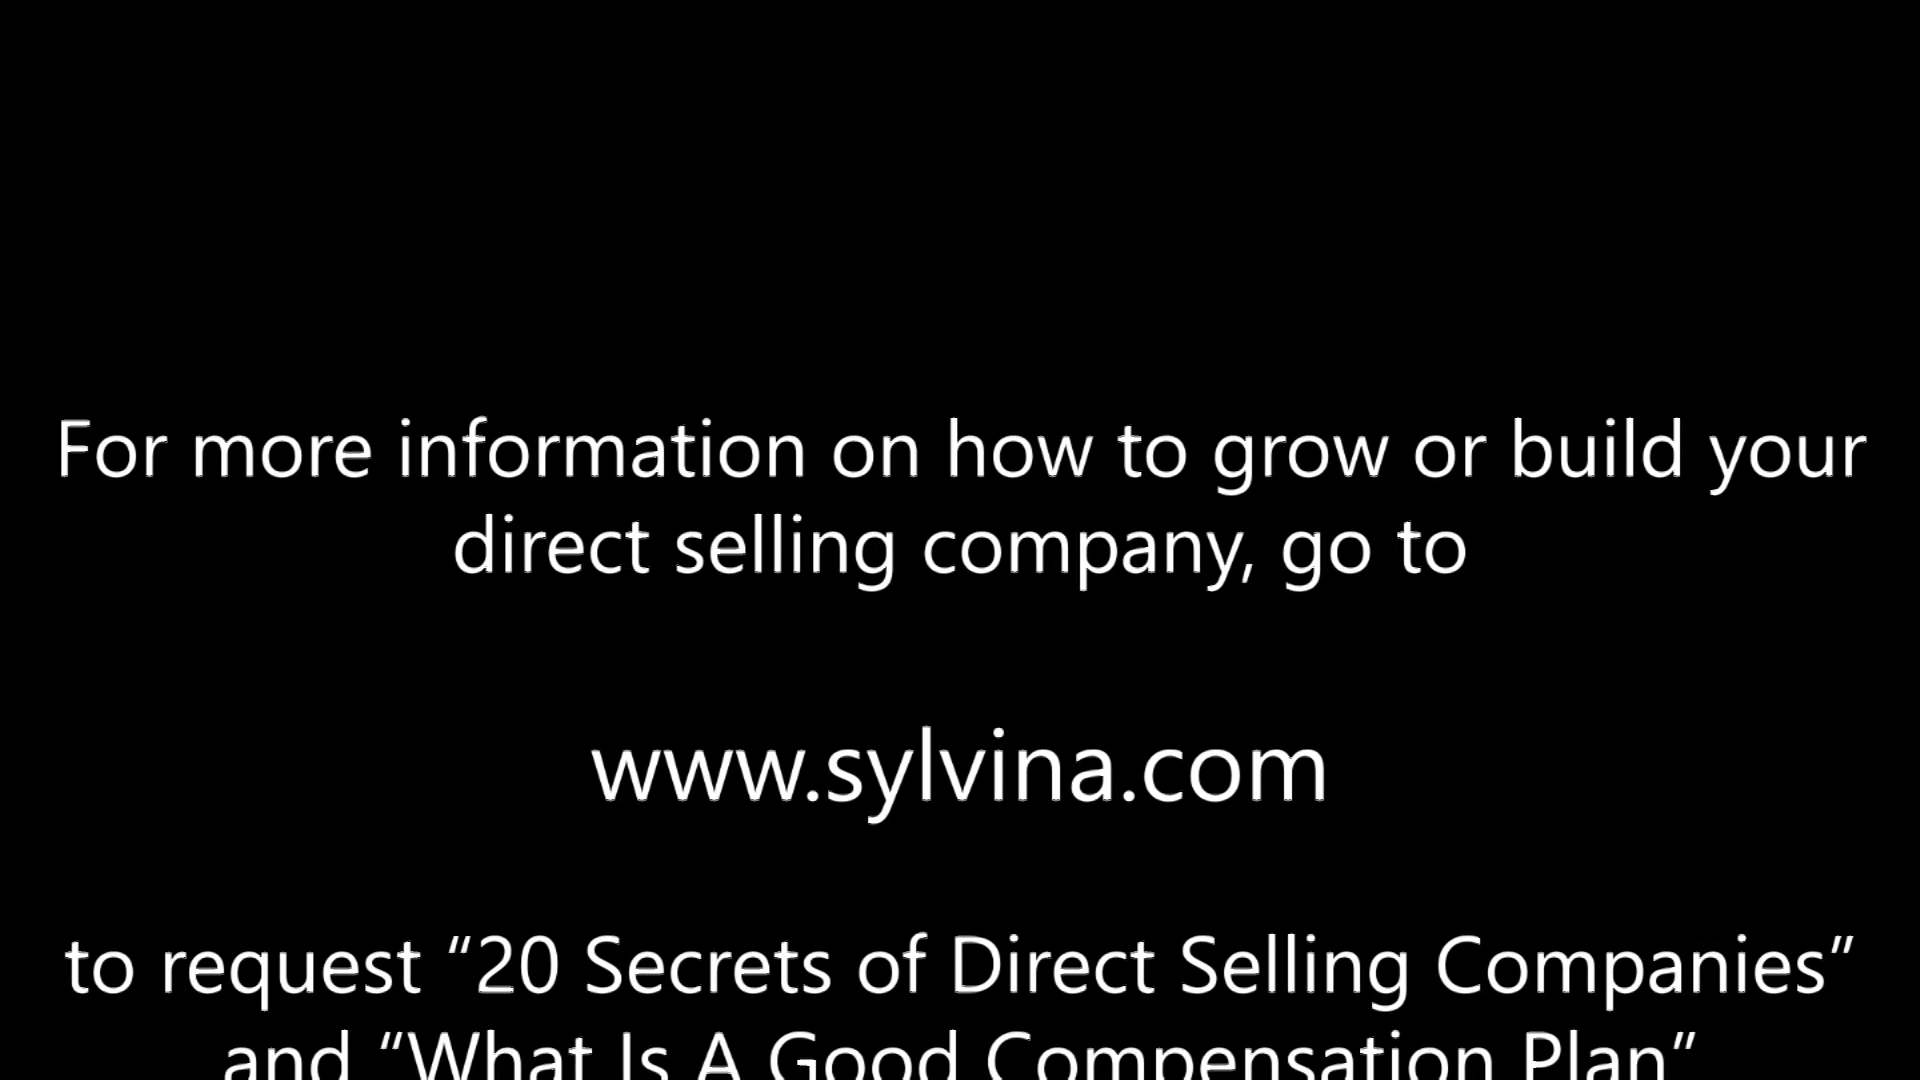 For more information on how to grow or build your
direct selling company, go to
www.sylvina.com
to request “20 Secrets of Direct Selling Companies”
and “What Is A Good Compensation Plan”